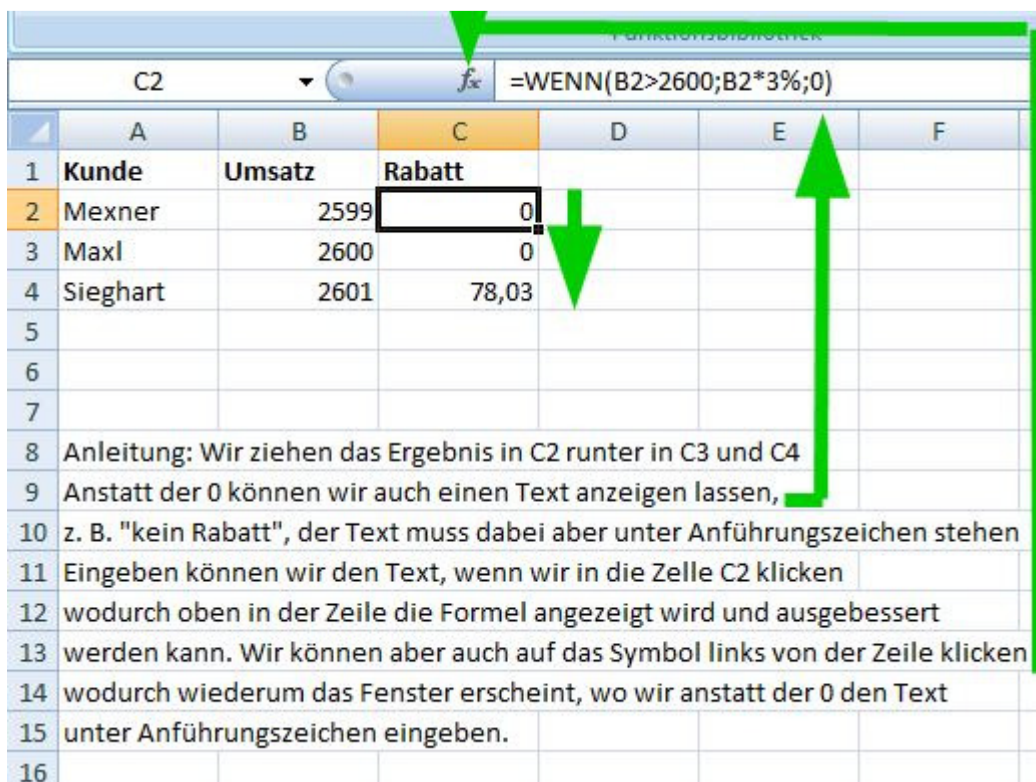 Funktionsbibliothek
C2 fx =WENN(B2>2600;B2*3%;0)
A B C D E F
1 Kunde Umsatz Rabatt
2 Mexner 2599 0
3 Maxl 2600 0
4 Sieghart 2601 78,03
5
6
7
8 Anleitung: Wir ziehen das Ergebnis in C2 runter in C3 und C4
9 Anstatt der 0 können wir auch einen Text anzeigen lassen,
10 z. B. "kein Rabatt", der Text muss dabei aber unter Anführungszeichen stehen
11 Eingeben können wir den Text, wenn wir in die Zelle C2 klicken
12 wodurch oben in der Zeile die Formel angezeigt wird und ausgebessert
13 werden kann. Wir können aber auch auf das Symbol links von der Zeile klicken
14 wodurch wiederum das Fenster erscheint, wo wir anstatt der 0 den Text
15 unter Anführungszeichen eingeben.
16